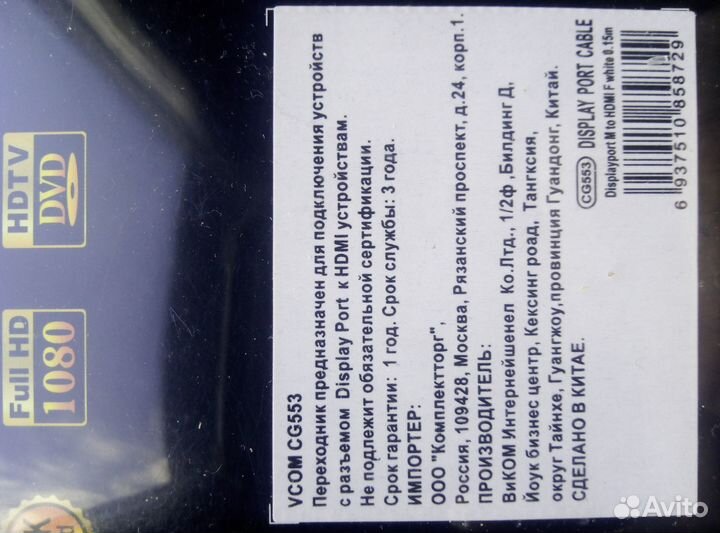 HDTV
DVD
Full HD
1080
VCOM CG553
Переходник предназначен для подключения устройств
с разъемом Display Port к HDMI устройствам.
Не подлежит обязательной сертификации.
Срок гарантии: 1 год. Срок службы: 3 года.
ИМПОРТЕР:
ООО "Комплектторг",
Россия, 109428, Москва, Рязанский проспект, д.24, корп.1.
ПРОИЗВОДИТЕЛЬ:
ВиКОМ Интернейшенел Ко.Лтд., 1/2ф ,Билдинг Д,
Йоук бизнес центр, Кексинг роад, Тангксия,
округ Тайнхе, Гуангжоу,провинция Гуандонг, Китай.
СДЕЛАНО В КИТАЕ.
CG553 DISPLAY PORT CABLE
Displayport M to HDMI F white 0.15m
6 937510 858729
Avito